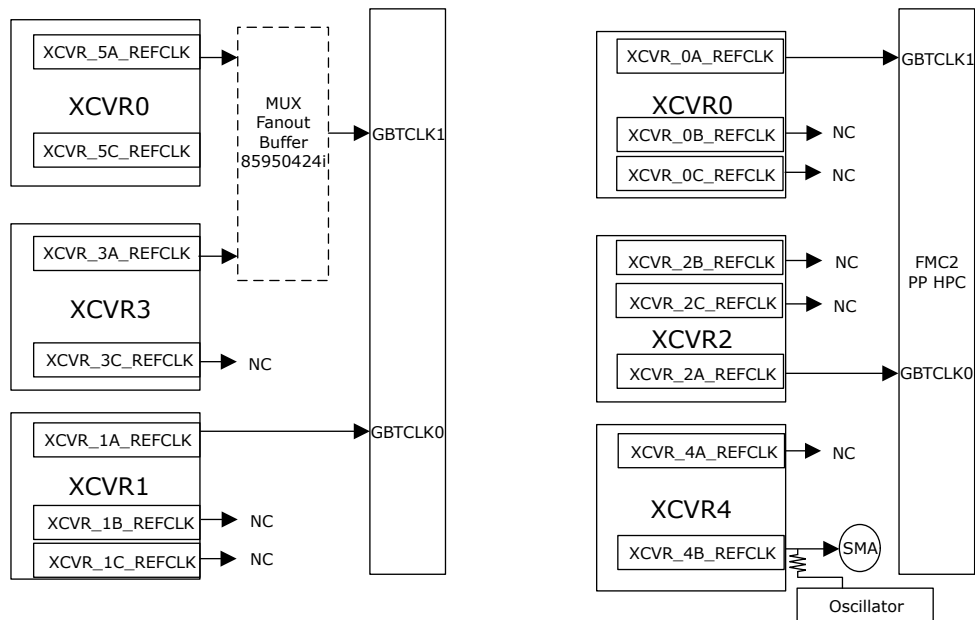 XCVR_5A_REFCLK
XCVR0
XCVR_5C_REFCLK
MUX
Fanout
Buffer
85950424i
GBTCLK1
XCVR_3A_REFCLK
XCVR3
XCVR_3C_REFCLK
NC
XCVR_1A_REFCLK
GBTCLK0
XCVR1
XCVR_1B_REFCLK
NC
XCVR_1C_REFCLK
NC
XCVR_0A_REFCLK
GBTCLK1
XCVR0
XCVR_0B_REFCLK
NC
XCVR_0C_REFCLK
NC
XCVR_2B_REFCLK
NC
FMC2
PP HPC
XCVR_2C_REFCLK
NC
XCVR2
XCVR_2A_REFCLK
GBTCLK0
XCVR_4A_REFCLK
NC
XCVR4
XCVR_4B_REFCLK
SMA
Oscillator